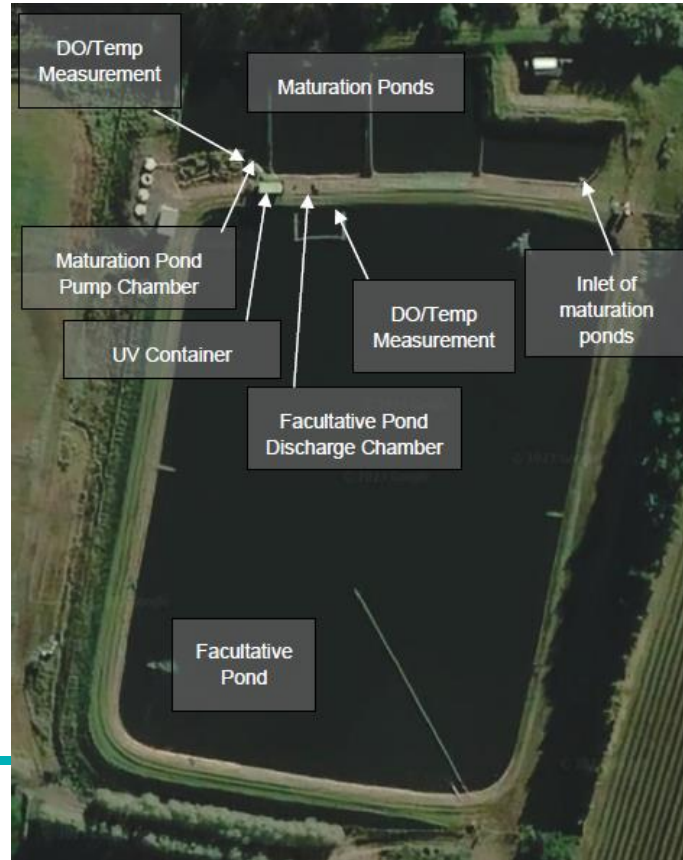 DO/Temp
Measurement
Maturation Ponds
Maturation Pond
Pump Chamber
UV Container
DO/Temp
Measurement
Inlet of
maturation
ponds
Facultative Pond
Discharge Chamber
Facultative
Pond